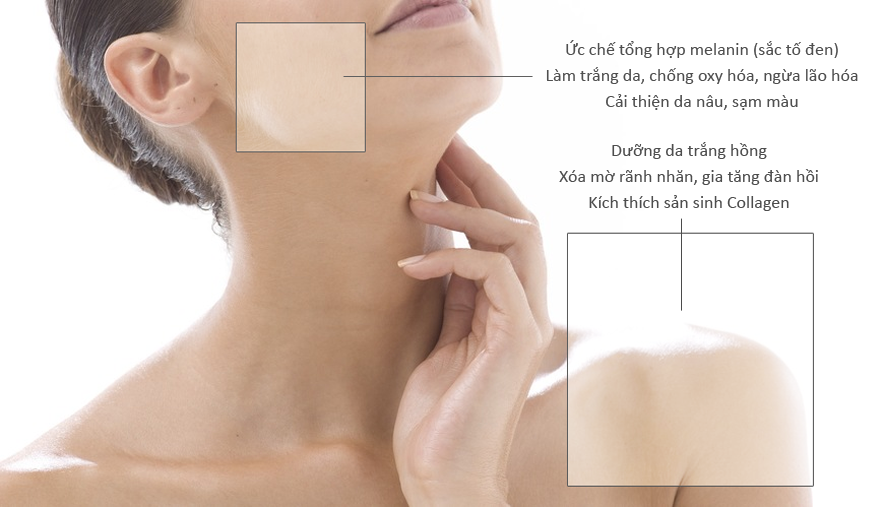 Ức chế tổng hợp melanin (sắc tố đen)
Làm trắng da, chống oxy hóa, ngừa lão hóa
Cải thiện da nâu, sạm màu
Dưỡng da trắng hồng
Xóa mờ rãnh nhăn, gia tăng đàn hồi
Kích thích sản sinh Collagen